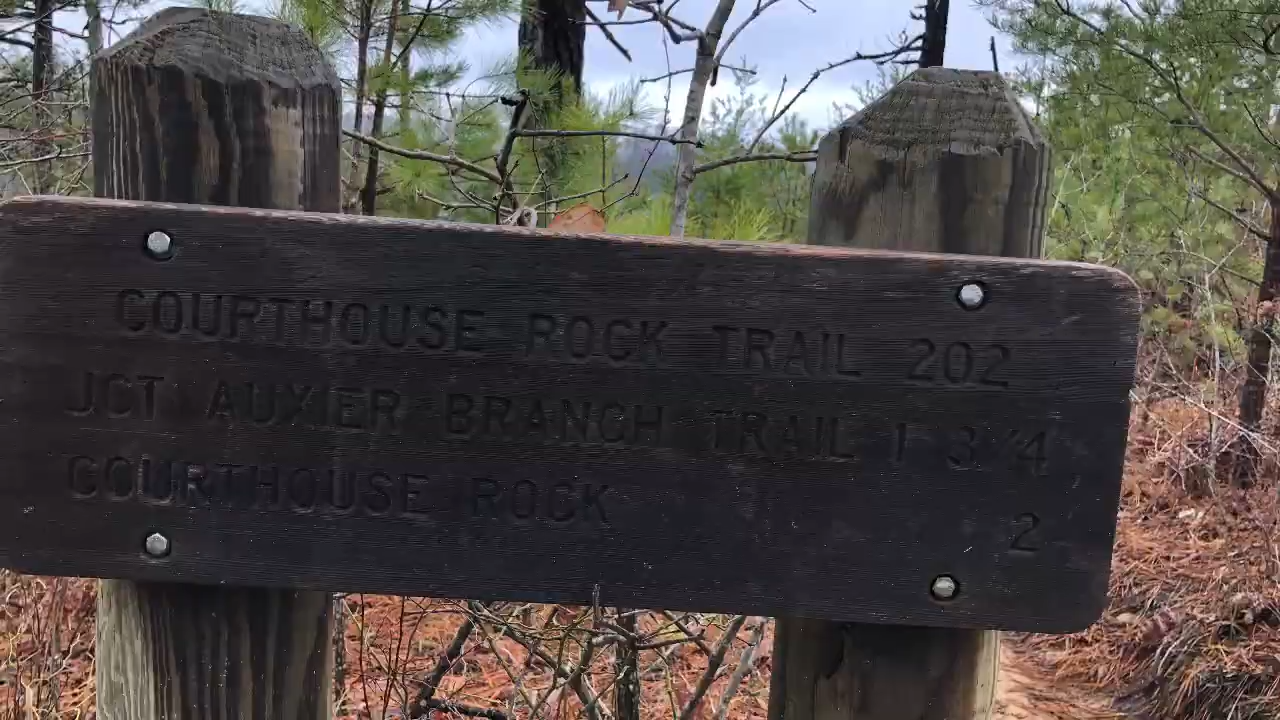 COURTHOUSE ROCK TRAIL 202
JCT AUXIER BRANCH TRAIL 1 3/4
COURTHOUSE ROCK 2